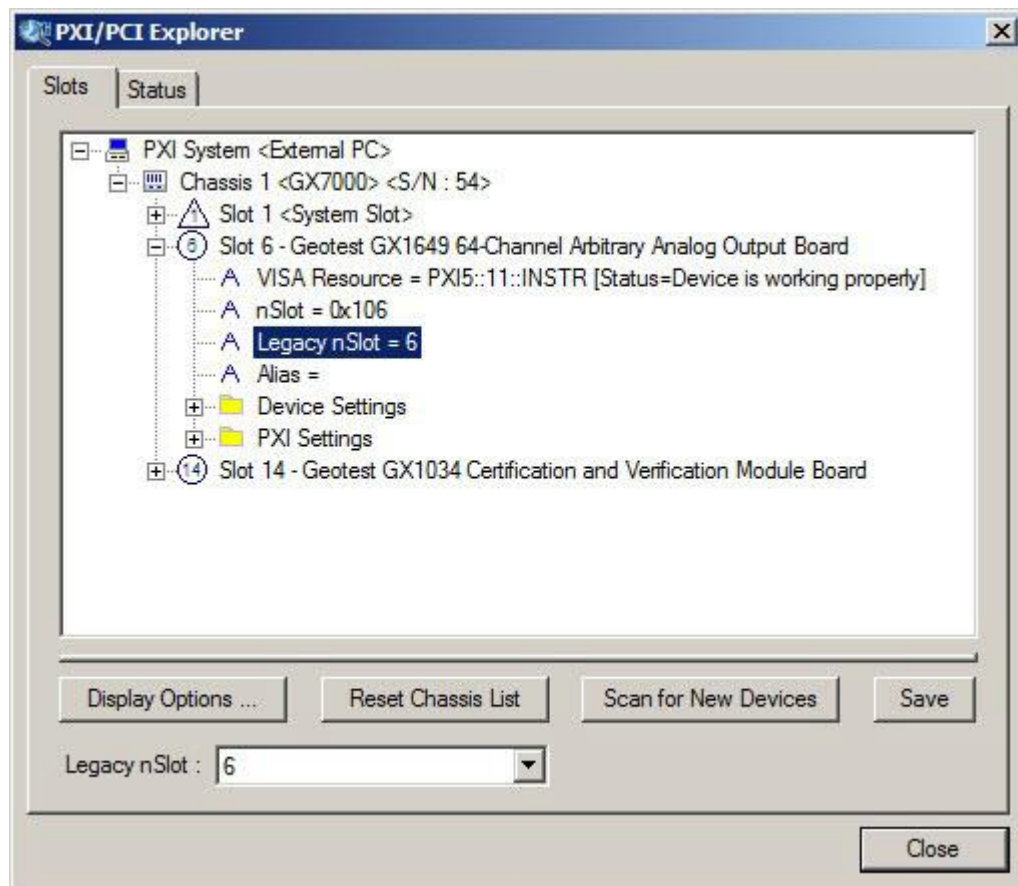 PXI/PCI Explorer
Slots Status
PXI System <External PC>
Chassis 1 <GX7000> <S/N : 54>
1 Slot 1 <System Slot>
6 Slot 6 - Geotest GX1649 64-Channel Arbitrary Analog Output Board
A VISA Resource = PXI5::11::INSTR [Status=Device is working properly]
A nSlot = 0x106
A Legacy nSlot = 6
A Alias =
Device Settings
PXI Settings
14 Slot 14 - Geotest GX1034 Certification and Verification Module Board
Display Options ... Reset Chassis List Scan for New Devices Save
Legacy nSlot : 6
Close